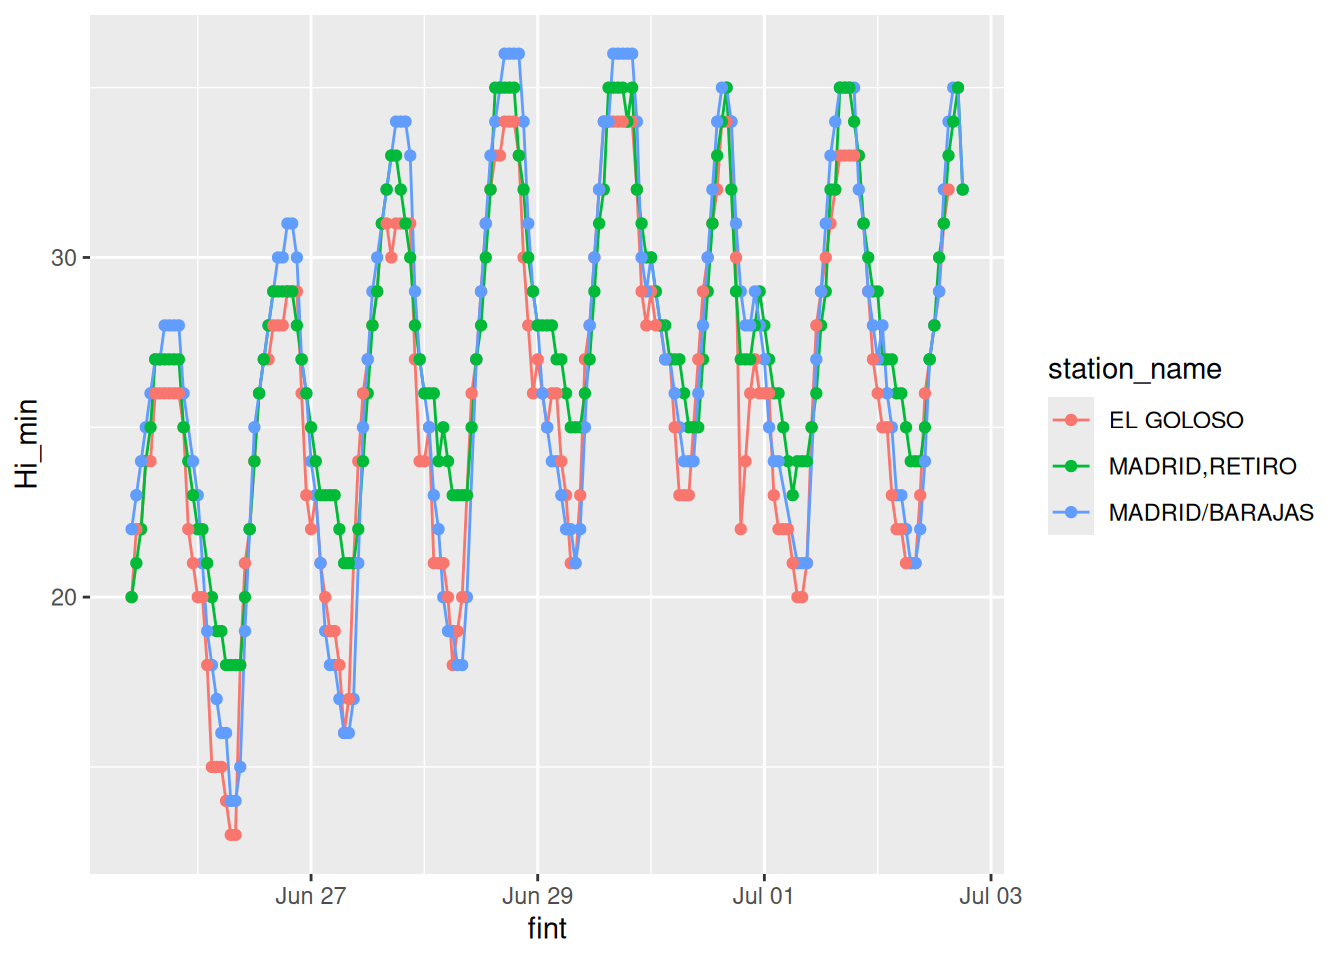 Hi_min
30
20
Jun 27
Jun 29
Jul 01
Jul 03
fint
station_name
EL GOLOSO
MADRID,RETIRO
MADRID/BARAJAS